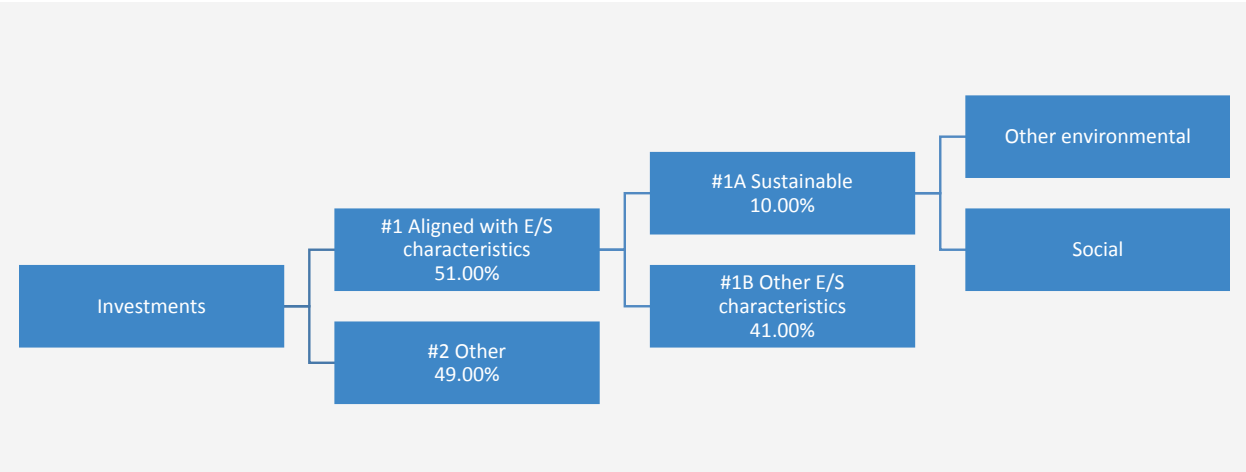 Investments
#1 Aligned with E/S
characteristics
51.00%
#2 Other
49.00%
#1A Sustainable
10.00%
#1B Other E/S
characteristics
41.00%
Other environmental
Social